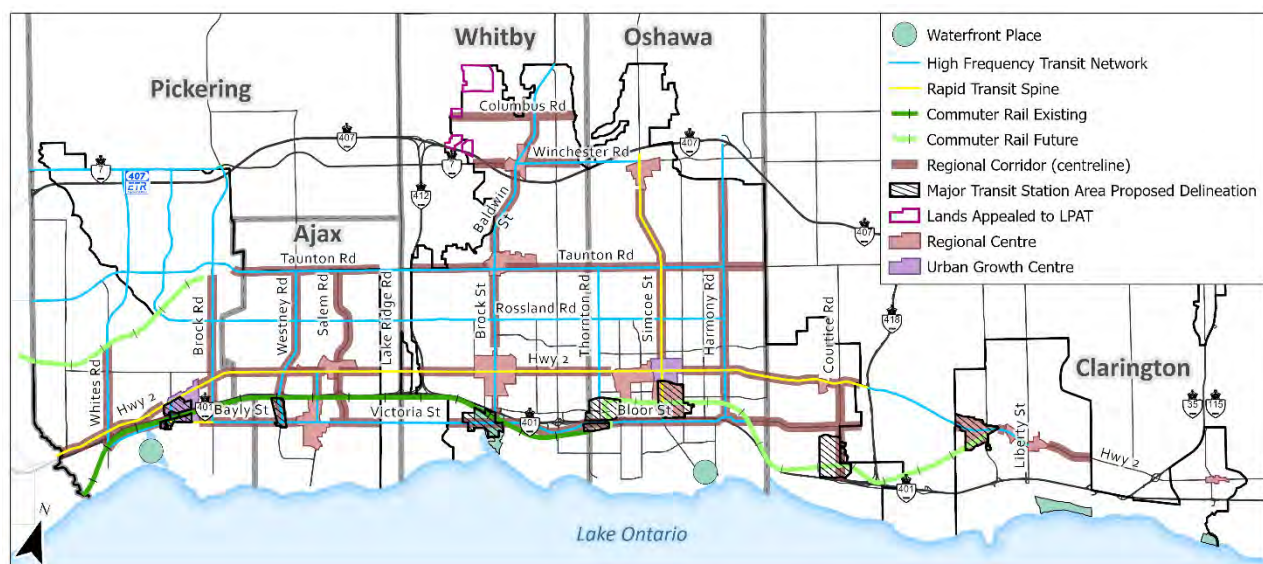 Whitby
Oshawa
Pickering
Ajax
Clarington
Columbus Rd
Winchester Rd
Baldwin
St
Taunton Rd
Taunton Rd
Rossland Rd
Hwy 2
Hwy 2
Hwy 2
Bayly St
Victoria St
Bloor St
Whites Rd
Brock Rd
Westney Rd
Salem Rd
Lake Ridge Rd
Brock St
Thornton Rd
Simcoe St
Harmony Rd
Courtice Rd
Liberty St
407
407
407
407
ETR
7
7
412
418
401
401
401
35
115
N
Lake Ontario
Waterfront Place
High Frequency Transit Network
Rapid Transit Spine
Commuter Rail Existing
Commuter Rail Future
Regional Corridor (centreline)
Major Transit Station Area Proposed Delineation
Lands Appealed to LPAT
Regional Centre
Urban Growth Centre